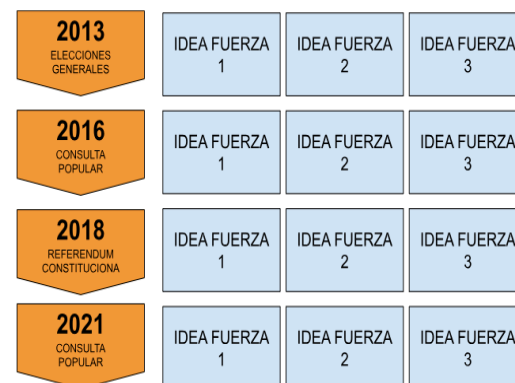 2013
ELECCIONES
GENERALES
IDEA FUERZA
1
IDEA FUERZA
2
IDEA FUERZA
3
2016
CONSULTA
POPULAR
IDEA FUERZA
1
IDEA FUERZA
2
IDEA FUERZA
3
2018
REFERENDUM
CONSTITUCIONA
IDEA FUERZA
1
IDEA FUERZA
2
IDEA FUERZA
3
2021
CONSULTA
POPULAR
IDEA FUERZA
1
IDEA FUERZA
2
IDEA FUERZA
3